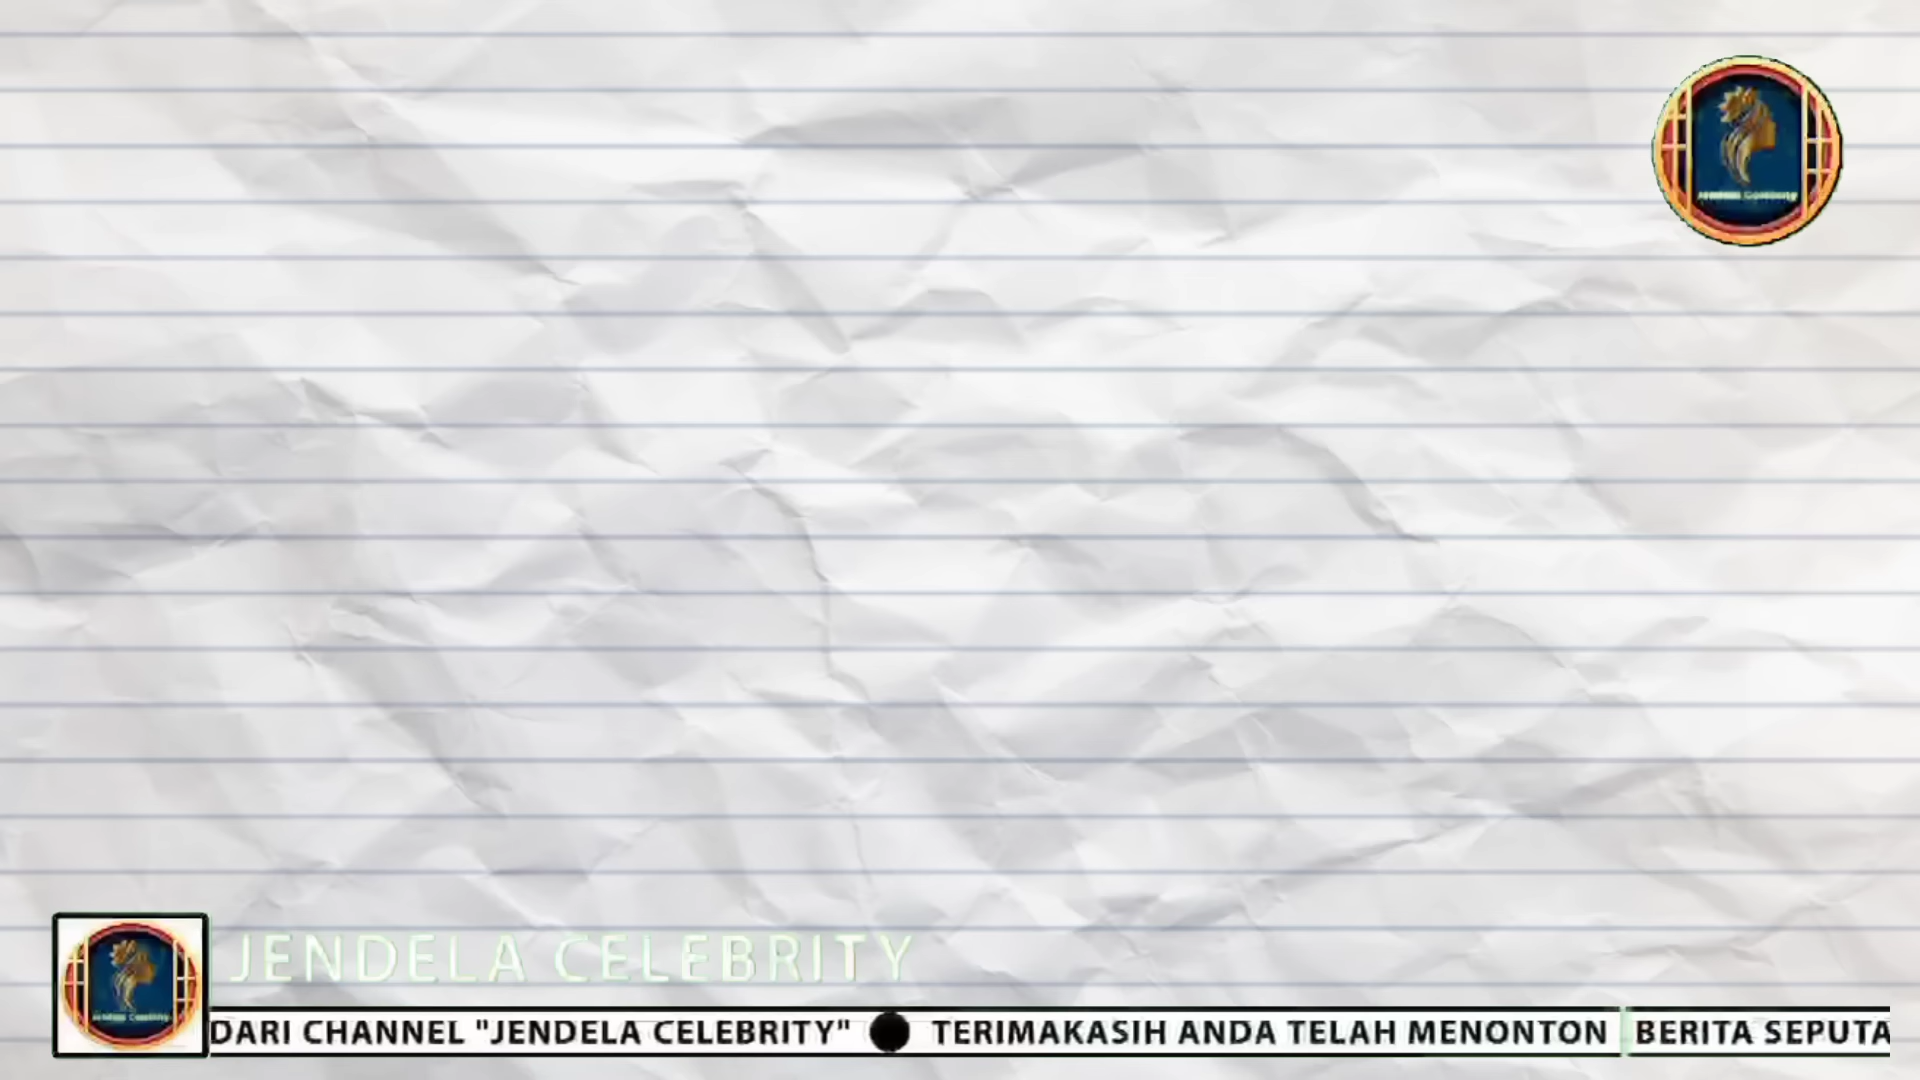 JENDELA CELEBRITY
DARI CHANNEL "JENDELA CELEBRITY" ● TERIMAKASIH ANDA TELAH MENONTON BERITA SEPUTA